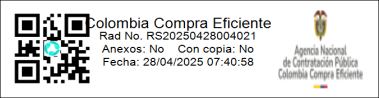 Colombia Compra Eficiente
Rad No. RS20250428004021
Anexos: No Con copia: No
Fecha: 28/04/2025 07:40:58
Agencia Nacional
de Contratación Pública
Colombia Compra Eficiente